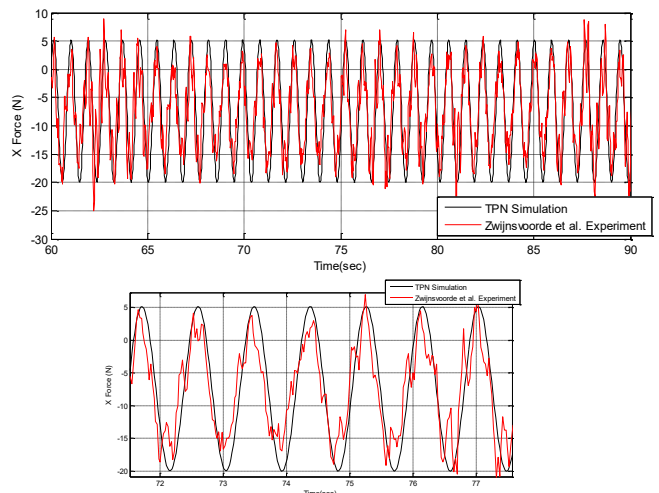 10
5
0
-5
-10
-15
-20
-25
-30
X Force (N)
60 65 70 75 80 85 90
Time(sec)
TPN Simulation
Zwijnsvoorde et al. Experiment
TPN Simulation
Zwijnsvoorde et al. Experiment
5
0
-5
-10
-15
-20
X Force (N)
72 73 74 75 76 77
Time(sec)